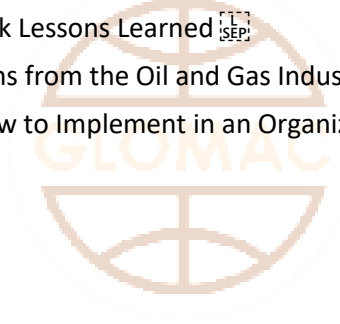 k Lessons Learned
ns from the Oil and Gas Indus
w to Implement in an Organiz
GLOMAC